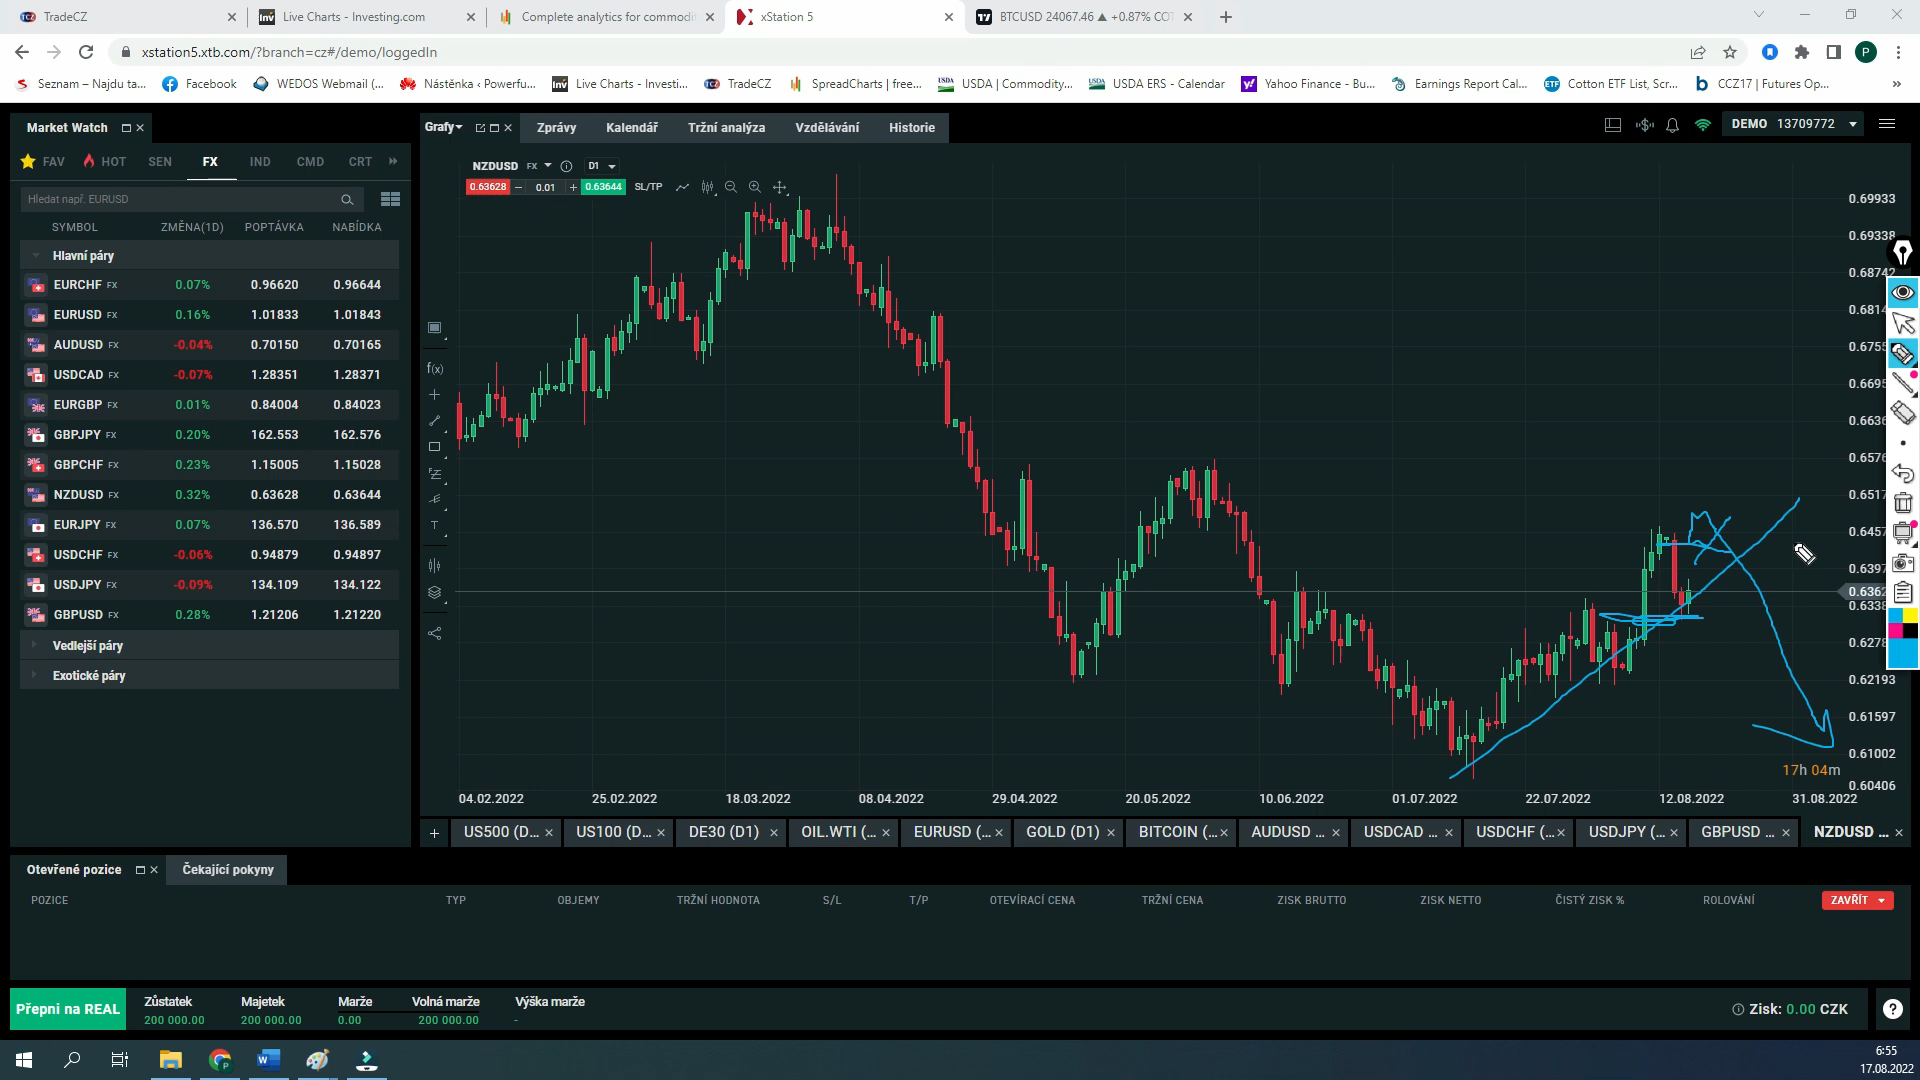 TradeCZ
Live Charts - Investing.com
Complete analytics for commodi
xStation 5
BTCUSD 24067.46 ▲ +0.87% CO
xstation5.xtb.com/?branch=cz#/demo/loggedIn
P
Seznam – Najdu ta...
Facebook
WEDOS Webmail (...
Nástěnka ‹ Powerfu...
Live Charts - Investi...
TradeCZ
SpreadCharts | free...
USDA | Commodity...
USDA ERS - Calendar
Yahoo Finance - Bu...
Earnings Report Cal...
Cotton ETF List, Scr...
CCZ17 | Futures Op...
Market Watch
Grafy
Zprávy
Kalendář
Tržní analýza
Vzdělávání
Historie
DEMO 13709772
FAV HOT SEN FX IND CMD CRT
Hledat např. EURUSD
SYMBOL ZMĚNA(1D) POPTÁVKA NABÍDKA
Hlavní páry
EURCHF FX 0.07% 0.96620 0.96644
EURUSD FX 0.16% 1.01833 1.01843
AUDUSD FX -0.04% 0.70150 0.70165
USDCAD FX -0.07% 1.28351 1.28371
EURGBP FX 0.01% 0.84004 0.84023
GBPJPY FX 0.20% 162.553 162.576
GBPCHF FX 0.23% 1.15005 1.15028
NZDUSD FX 0.32% 0.63628 0.63644
EURJPY FX 0.07% 136.570 136.589
USDCHF FX -0.06% 0.94879 0.94897
USDJPY FX -0.09% 134.109 134.122
GBPUSD FX 0.28% 1.21206 1.21220
Vedlejší páry
Exotické páry
NZDUSD FX D1
0.63628 − 0.01 + 0.63644 SL/TP
f(x)
T
0.69933
0.69338
0.68742
0.6814
0.6755
0.6695
0.6636
0.6576
0.6517
0.6457
0.6397
0.6362
0.6338
0.6278
0.62193
0.61597
0.61002
0.60406
17h 04m
04.02.2022 25.02.2022 18.03.2022 08.04.2022 29.04.2022 20.05.2022 10.06.2022 01.07.2022 22.07.2022 12.08.2022 31.08.2022
US500 (D... US100 (D... DE30 (D1) OIL.WTI (... EURUSD (... GOLD (D1) BITCOIN (... AUDUSD ... USDCAD ... USDCHF (... USDJPY (... GBPUSD ... NZDUSD ...
Otevřené pozice
Čekající pokyny
POZICE TYP OBJEMY TRŽNÍ HODNOTA S/L T/P OTEVÍRACÍ CENA TRŽNÍ CENA ZISK BRUTTO ZISK NETTO ČISTÝ ZISK % ROLOVÁNÍ ZAVŘÍT
Přepni na REAL
Zůstatek Majetek Marže Volná marže Výška marže
200 000.00 200 000.00 0.00 200 000.00 -
Zisk: 0.00 CZK
6:55
17.08.2022